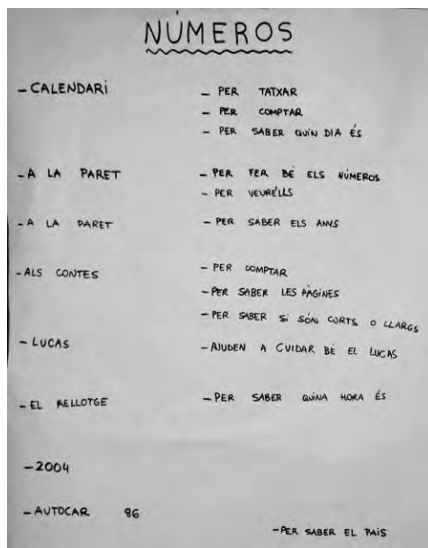 NÚMEROS
- CALENDARI - PER TATXAR
- PER COMPTAR
- PER SABER QUIN DIA ÉS
- A LA PARET - PER FER BÉ ELS NÚMEROS
- PER VEURE'LLS
- A LA PARET - PER SABER ELS ANYS
- ALS CONTES - PER COMPTAR
- PER SABER LES PÀGINES
- PER SABER SI SÓN CURTS O LLARGS
- LUCAS - AJUDEN A CUIDAR BÉ EL LUCAS
- EL RELLOTGE - PER SABER QUINA HORA ÉS
- 2004
- AUTOCAR 86
- PER SABER EL PAÍS